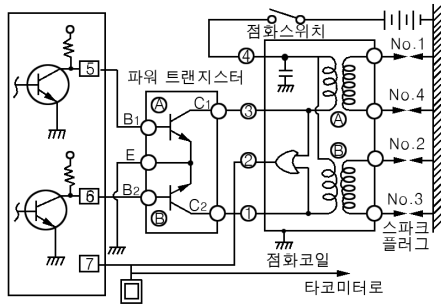 점화스위치
④
No.1
5
파워 트랜지스터
Ⓐ
C₁
B₁
③
No.4
Ⓐ
E
②
Ⓑ
No.2
6
B₂
Ⓑ
C₂
①
No.3
스파크
플러그
7
점화코일
타코미터로